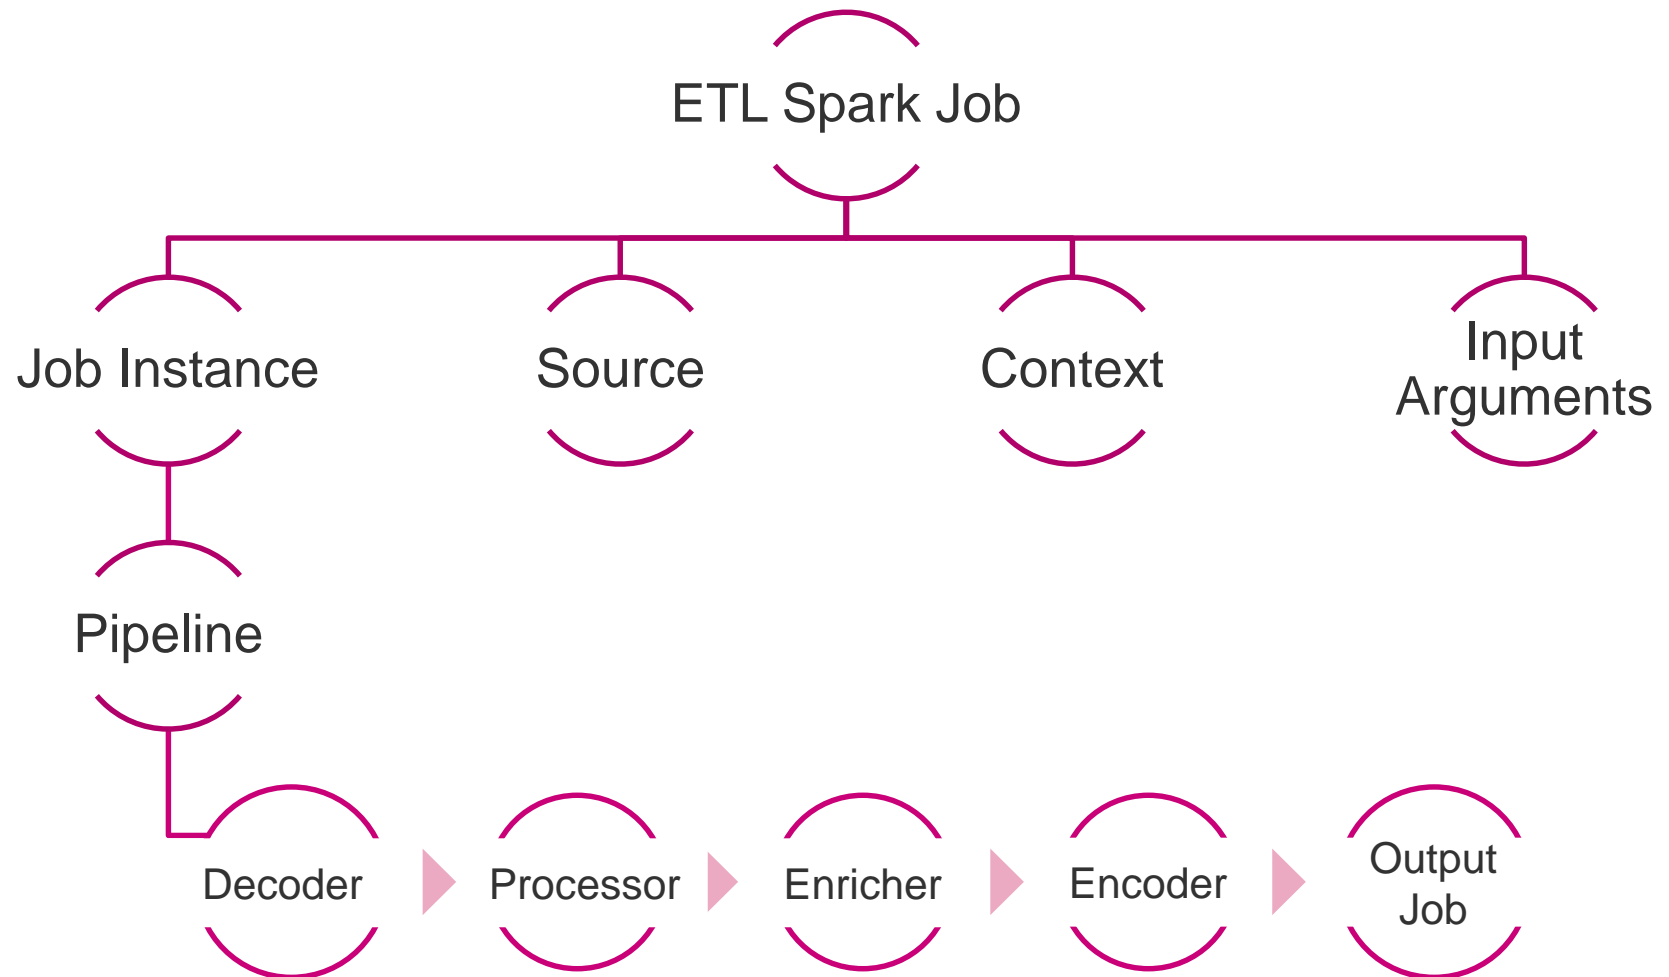 ETL Spark Job
Job Instance
Source
Context
Input
Arguments
Pipeline
Decoder
Processor
Enricher
Encoder
Output
Job